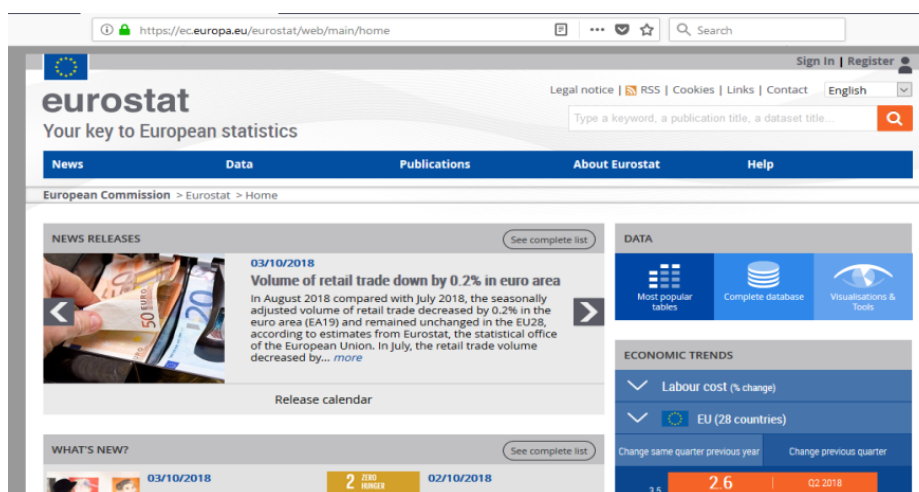 https://ec.europa.eu/eurostat/web/main/home
Search
Sign In | Register
eurostat
Your key to European statistics
Legal notice | RSS | Cookies | Links | Contact
English
Type a keyword, a publication title, a dataset title...
News
Data
Publications
About Eurostat
Help
European Commission > Eurostat > Home
NEWS RELEASES
See complete list
03/10/2018
Volume of retail trade down by 0.2% in euro area
In August 2018 compared with July 2018, the seasonally
adjusted volume of retail trade decreased by 0.2% in the
euro area (EA19) and remained unchanged in the EU28,
according to estimates from Eurostat, the statistical office
of the European Union. In July, the retail trade volume
decreased by... more
50 EURO
20
Release calendar
DATA
Most popular
tables
Complete database
Visualisations &
Tools
ECONOMIC TRENDS
Labour cost (% change)
EU (28 countries)
Change same quarter previous year
Change previous quarter
3.5
2.6
Q2 2018
WHAT'S NEW?
See complete list
03/10/2018
2 ZERO
HUNGER
02/10/2018